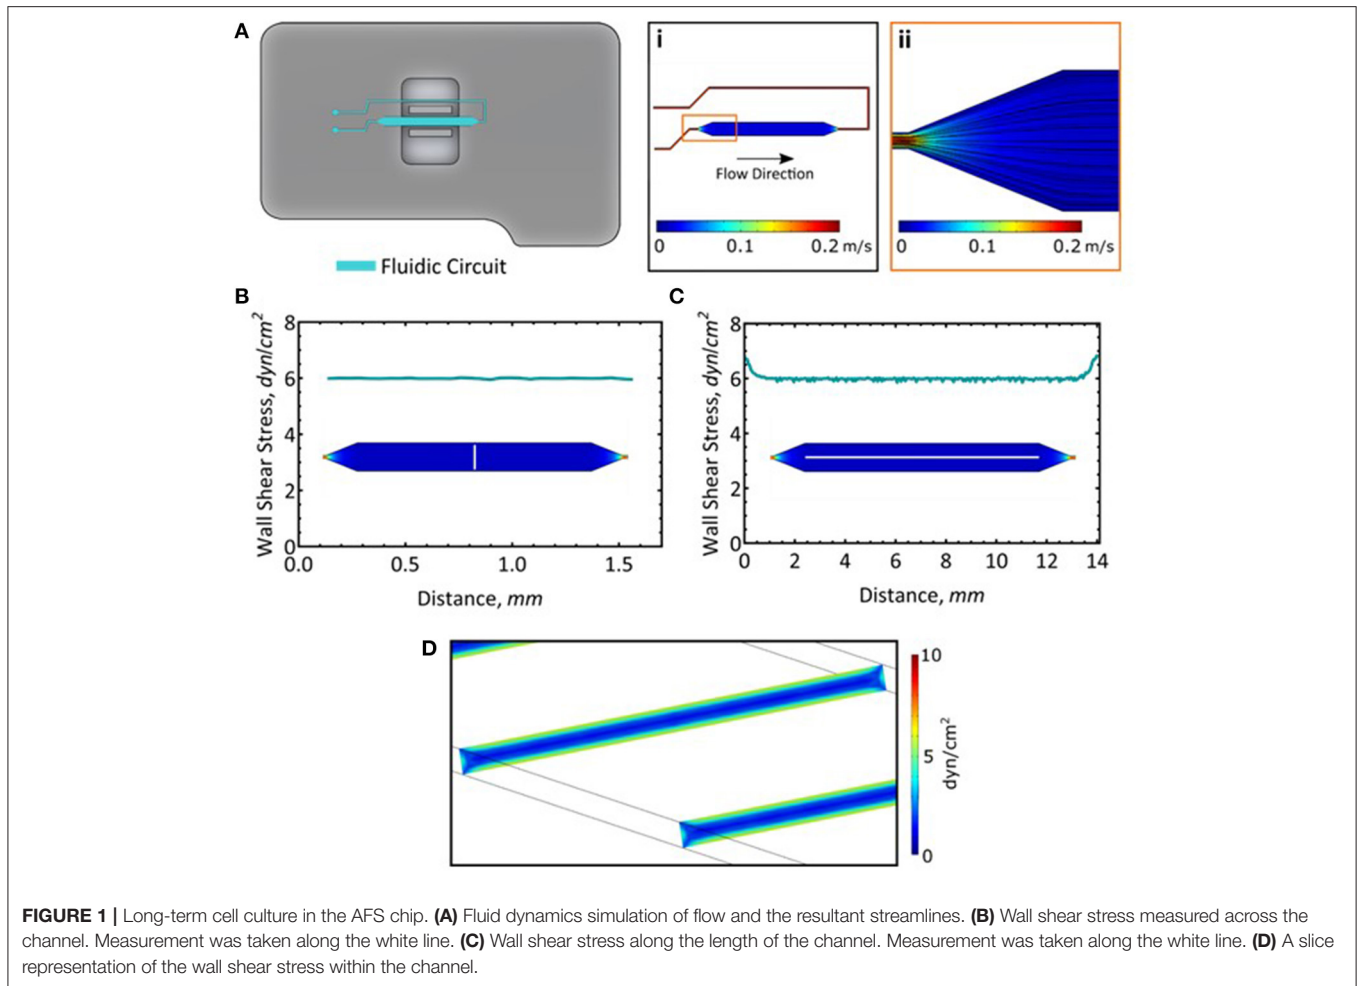 A
i
ii
Flow Direction
0 0.1 0.2 m/s
0 0.1 0.2 m/s
Fluidic Circuit
B
Wall Shear Stress, dyn/cm²
8
6
4
2
0
0.0 0.5 1.0 1.5
Distance, mm
C
Wall Shear Stress, dyn/cm²
8
6
4
2
0
0 2 4 6 8 10 12 14
Distance, mm
D
10
5
0
dyn/cm²
FIGURE 1 | Long-term cell culture in the AFS chip. (A) Fluid dynamics simulation of flow and the resultant streamlines. (B) Wall shear stress measured across the
channel. Measurement was taken along the white line. (C) Wall shear stress along the length of the channel. Measurement was taken along the white line. (D) A slice
representation of the wall shear stress within the channel.